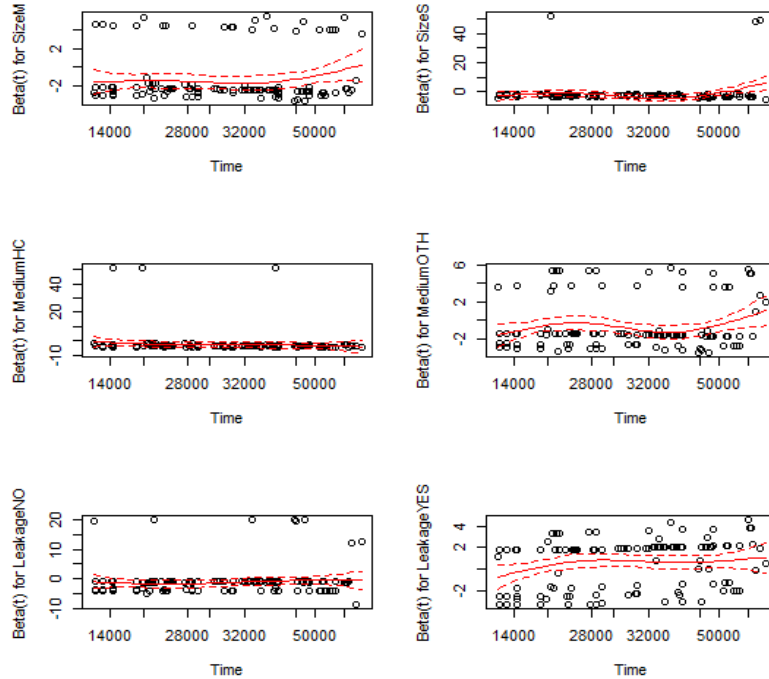 Beta(t) for SizeM
2
-2
14000 28000 32000 50000
Time
Beta(t) for SizeS
40
20
0
14000 28000 32000 50000
Time
Beta(t) for MediumHC
40
20
-10
14000 28000 32000 50000
Time
Beta(t) for MediumOTH
6
2
-2
14000 28000 32000 50000
Time
Beta(t) for LeakageNO
20
10
0
-10
14000 28000 32000 50000
Time
Beta(t) for LeakageYES
4
2
-2
14000 28000 32000 50000
Time